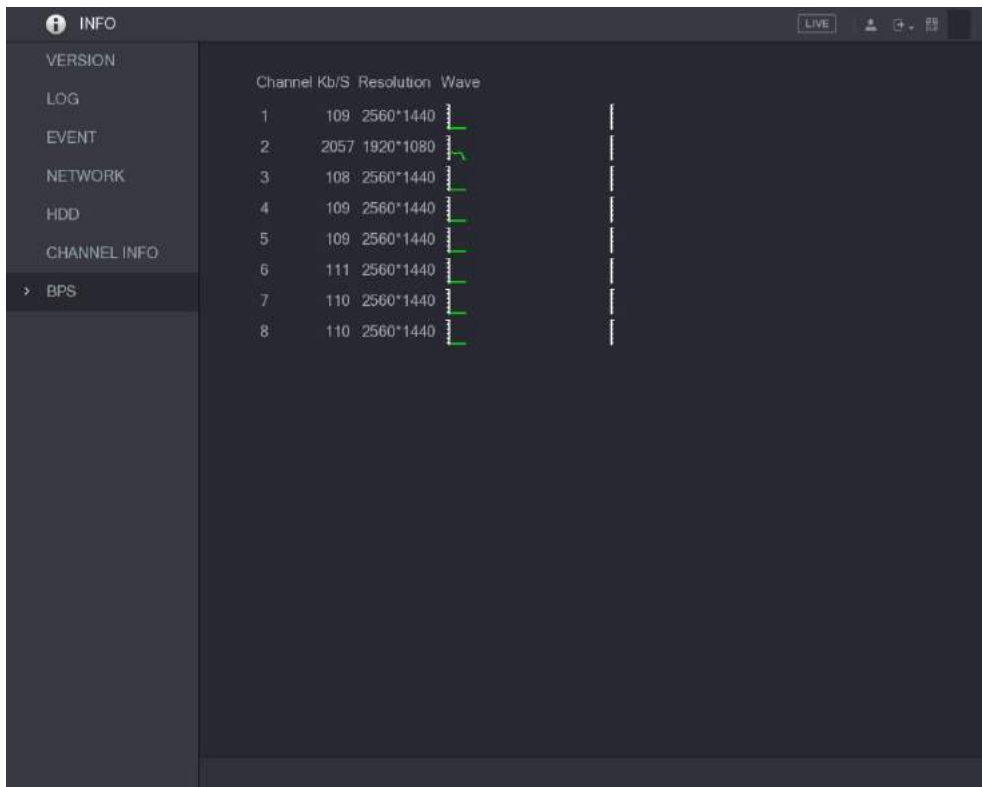 INFO
LIVE
VERSION
LOG
EVENT
NETWORK
HDD
CHANNEL INFO
> BPS
Channel Kb/S Resolution Wave
1 109 2560*1440
2 2057 1920*1080
3 108 2560*1440
4 109 2560*1440
5 109 2560*1440
6 111 2560*1440
7 110 2560*1440
8 110 2560*1440